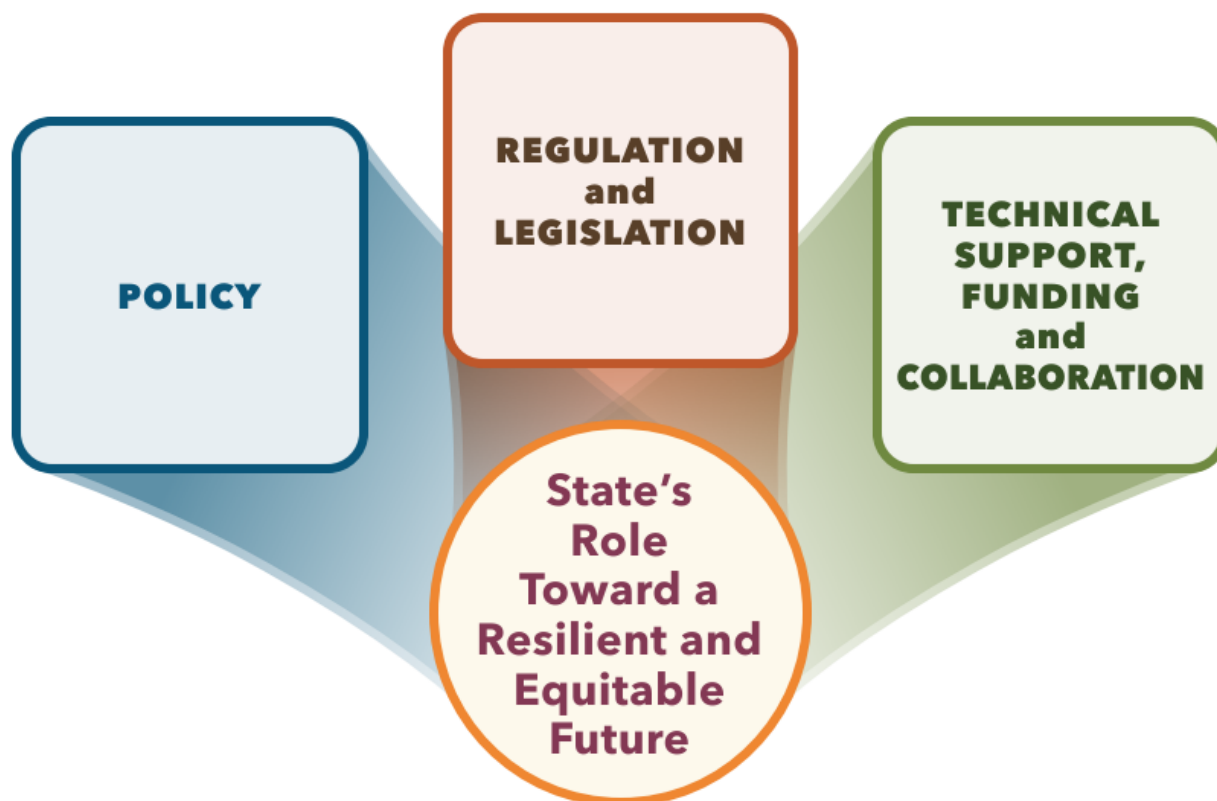 POLICY
REGULATION
and
LEGISLATION
TECHNICAL
SUPPORT,
FUNDING
and
COLLABORATION
State’s
Role
Toward a
Resilient and
Equitable
Future